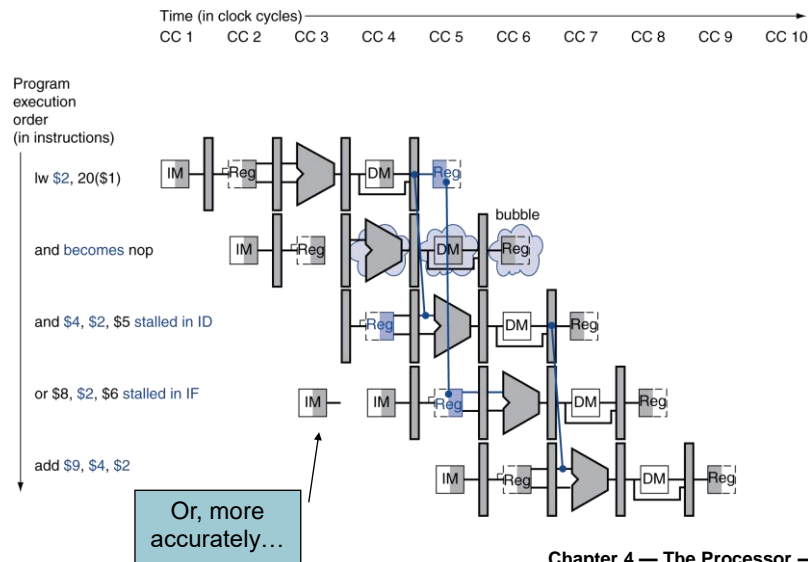 Time (in clock cycles)
CC 1 CC 2 CC 3 CC 4 CC 5 CC 6 CC 7 CC 8 CC 9 CC 10
Program
execution
order
(in instructions)
lw $2, 20($1)
IM Reg DM Reg
bubble
and becomes nop
IM Reg DM Reg
and $4, $2, $5 stalled in ID
Reg DM Reg
or $8, $2, $6 stalled in IF
IM IM Reg DM Reg
add $9, $4, $2
IM Reg DM Reg
Or, more
accurately…
Chapter 4 — The Processor —